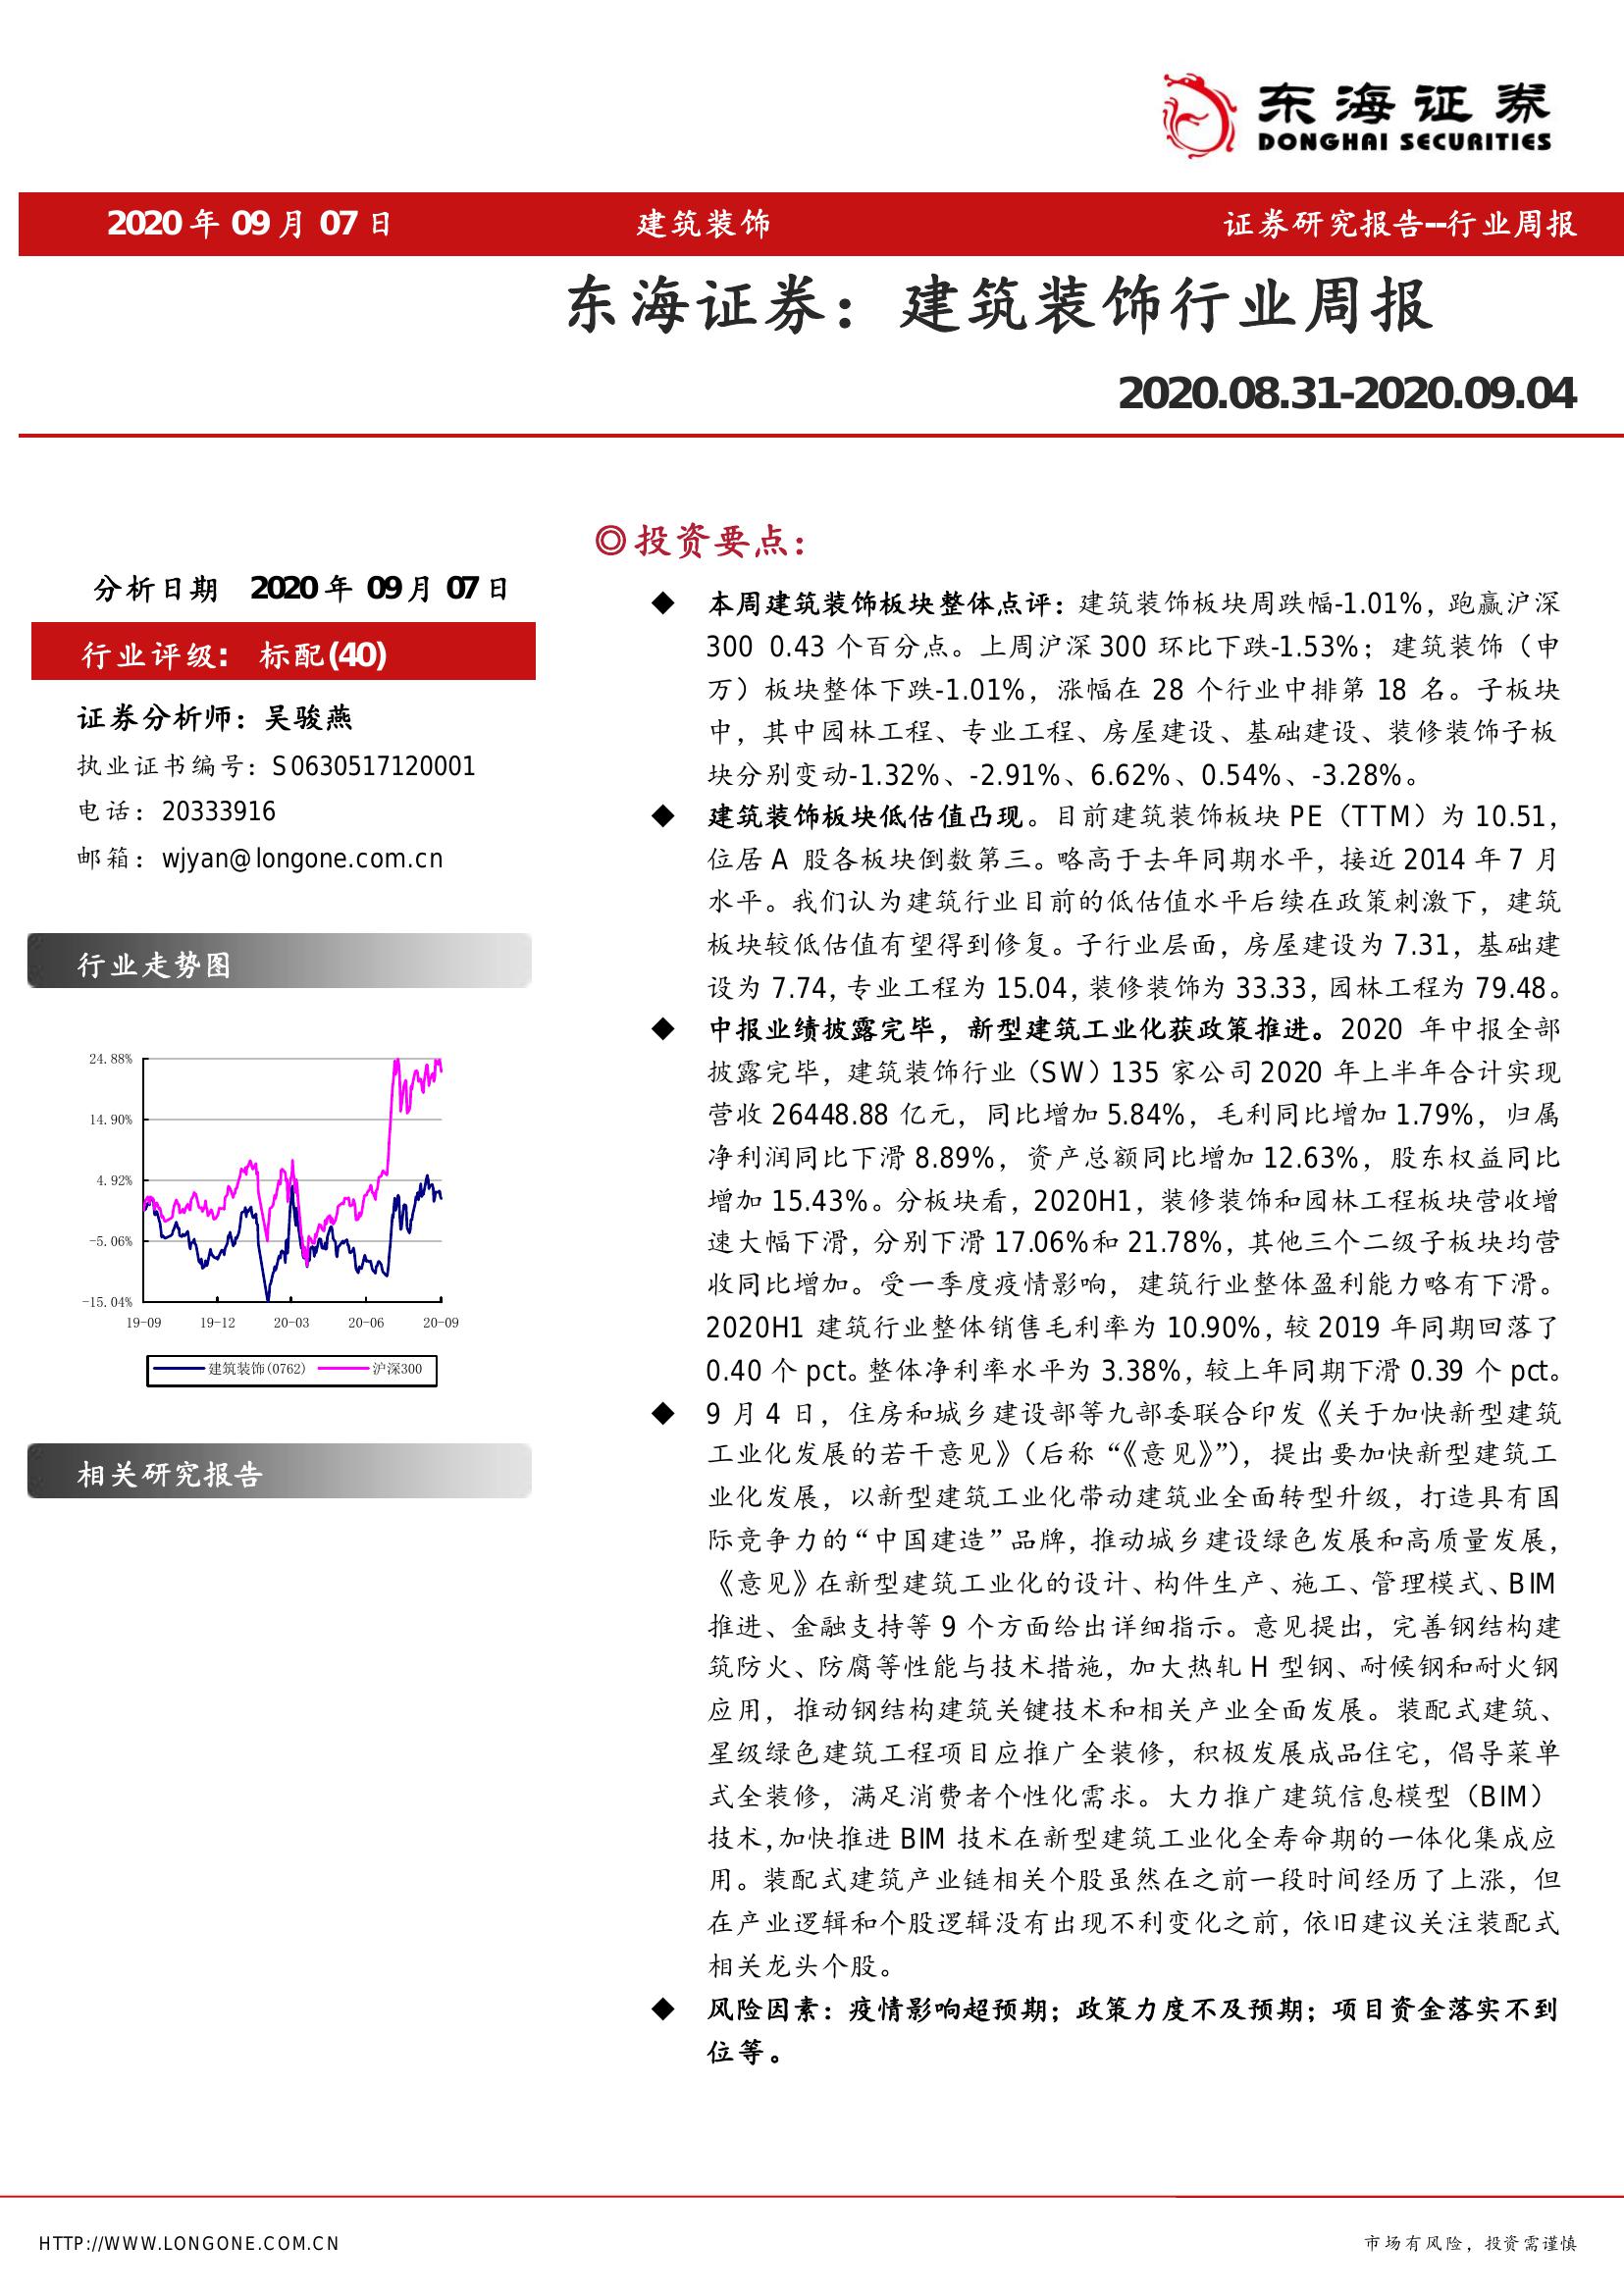 东海证券
DONGHAI SECURITIES
2020 年 09 月 07 日 建筑装饰 证券研究报告--行业周报
东海证券：建筑装饰行业周报
2020.08.31-2020.09.04
分析日期 2020 年 09 月 07 日
行业评级： 标配(40)
证券分析师：吴骏燕
执业证书编号：S0630517120001
电话：20333916
邮箱：wjyan@longone.com.cn
行业走势图
24.88%
14.90%
4.92%
-5.06%
-15.04%
19-09 19-12 20-03 20-06 20-09
建筑装饰(0762) 沪深300
相关研究报告
◎投资要点：
◆ 本周建筑装饰板块整体点评：建筑装饰板块周跌幅-1.01%，跑赢沪深
300 0.43 个百分点。上周沪深 300 环比下跌-1.53%；建筑装饰（申
万）板块整体下跌-1.01%，涨幅在 28 个行业中排第 18 名。子板块
中，其中园林工程、专业工程、房屋建设、基础建设、装修装饰子板
块分别变动-1.32%、-2.91%、6.62%、0.54%、-3.28%。
◆ 建筑装饰板块低估值凸现。目前建筑装饰板块 PE（TTM）为 10.51，
位居 A 股各板块倒数第三。略高于去年同期水平，接近 2014 年 7 月
水平。我们认为建筑行业目前的低估值水平后续在政策刺激下，建筑
板块较低估值有望得到修复。子行业层面，房屋建设为 7.31，基础建
设为 7.74，专业工程为 15.04，装修装饰为 33.33，园林工程为 79.48。
◆ 中报业绩披露完毕，新型建筑工业化获政策推进。2020 年中报全部
披露完毕，建筑装饰行业（SW）135 家公司 2020 年上半年合计实现
营收 26448.88 亿元，同比增加 5.84%，毛利同比增加 1.79%，归属
净利润同比下滑 8.89%，资产总额同比增加 12.63%，股东权益同比
增加 15.43%。分板块看，2020H1，装修装饰和园林工程板块营收增
速大幅下滑，分别下滑 17.06%和 21.78%，其他三个二级子板块均营
收同比增加。受一季度疫情影响，建筑行业整体盈利能力略有下滑。
2020H1 建筑行业整体销售毛利率为 10.90%，较 2019 年同期回落了
0.40 个 pct。整体净利率水平为 3.38%，较上年同期下滑 0.39 个 pct。
◆ 9 月 4 日，住房和城乡建设部等九部委联合印发《关于加快新型建筑
工业化发展的若干意见》（后称“《意见》”），提出要加快新型建筑工
业化发展，以新型建筑工业化带动建筑业全面转型升级，打造具有国
际竞争力的“中国建造”品牌，推动城乡建设绿色发展和高质量发展，
《意见》在新型建筑工业化的设计、构件生产、施工、管理模式、BIM
推进、金融支持等 9 个方面给出详细指示。意见提出，完善钢结构建
筑防火、防腐等性能与技术措施，加大热轧 H 型钢、耐候钢和耐火钢
应用，推动钢结构建筑关键技术和相关产业全面发展。装配式建筑、
星级绿色建筑工程项目应推广全装修，积极发展成品住宅，倡导菜单
式全装修，满足消费者个性化需求。大力推广建筑信息模型（BIM）
技术，加快推进 BIM 技术在新型建筑工业化全寿命期的一体化集成应
用。装配式建筑产业链相关个股虽然在之前一段时间经历了上涨，但
在产业逻辑和个股逻辑没有出现不利变化之前，依旧建议关注装配式
相关龙头个股。
◆ 风险因素：疫情影响超预期；政策力度不及预期；项目资金落实不到
位等。
HTTP://WWW.LONGONE.COM.CN 市场有风险，投资需谨慎